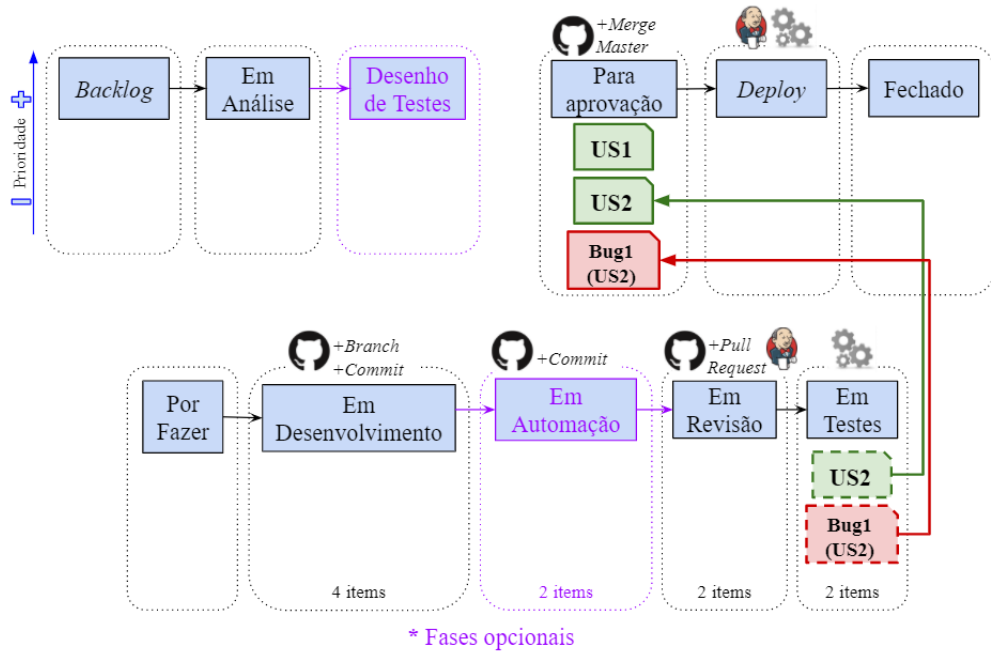 +Merge
Master
Backlog
Em
Análise
Desenho
de Testes
Para
aprovação
Deploy
Fechado
Prioridade
US1
US2
Bug1
(US2)
+Branch
+Commit
+Commit
+Pull
Request
Por
Fazer
Em
Desenvolvimento
Em
Automação
Em
Revisão
Em
Testes
US2
Bug1
(US2)
4 items
2 items
2 items
2 items
* Fases opcionais